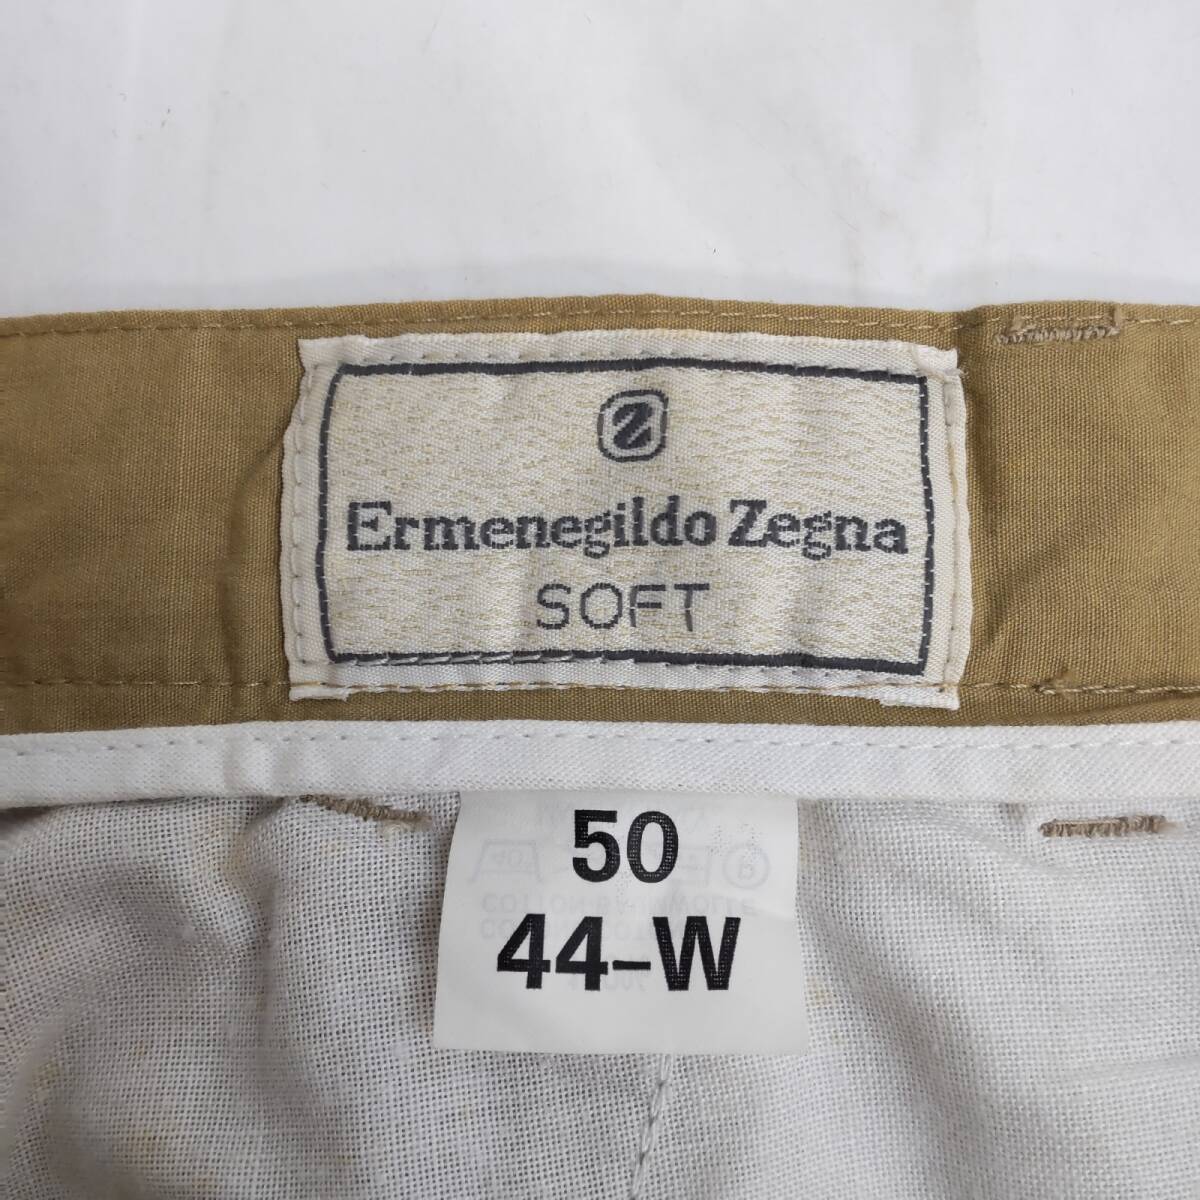 Z
Ermenegildo Zegna
SOFT
50
44-W